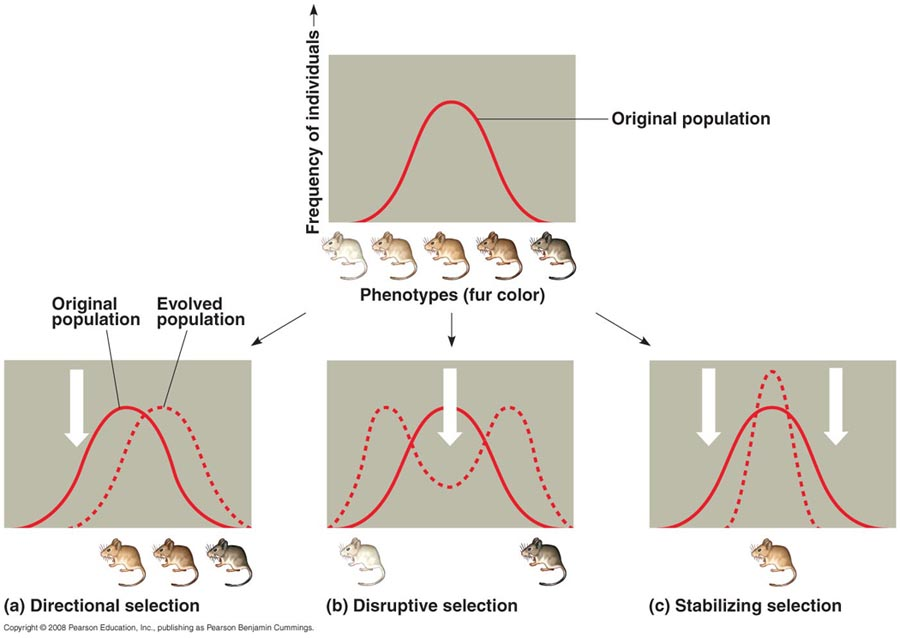 Frequency of individuals
Original population
Phenotypes (fur color)
Original
population
Evolved
population
(a) Directional selection
(b) Disruptive selection
(c) Stabilizing selection
Copyright © 2008 Pearson Education, Inc., publishing as Pearson Benjamin Cummings.